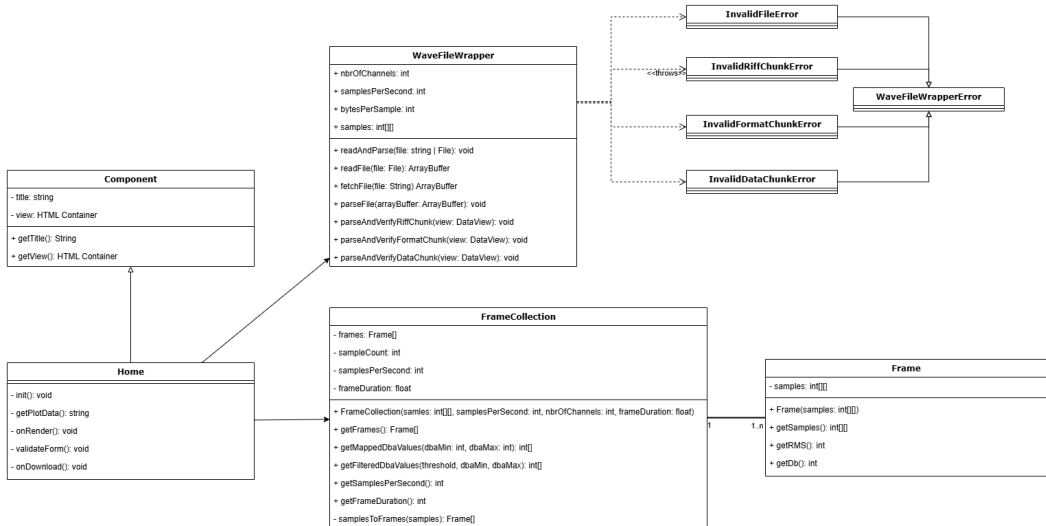 InvalidFileError
WaveFileWrapper
+ nbrOfChannels: int
+ samplesPerSecond: int
+ bytesPerSample: int
+ samples: int[][]
+ readAndParse(file: string | File): void
+ readFile(file: File): ArrayBuffer
+ fetchFile(file: String) ArrayBuffer
+ parseFile(arrayBuffer: ArrayBuffer): void
+ parseAndVerifyRiffChunk(view: DataView): void
+ parseAndVerifyFormatChunk(view: DataView): void
+ parseAndVerifyDataChunk(view: DataView): void
InvalidRiffChunkError
<<throws>>
WaveFileWrapperError
InvalidFormatChunkError
InvalidDataChunkError
Component
- title: string
- view: HTML Container
+ getTitle(): String
+ getView(): HTML Container
FrameCollection
- frames: Frame[]
- sampleCount: int
- samplesPerSecond: int
- frameDuration: float
+ FrameCollection(samles: int[][], samplesPerSecond: int, nbrOfChannels: int, frameDuration: float)
+ getFrames(): Frame[]
+ getMappedDbaValues(dbaMin: int, dbaMax: int): int[]
+ getFilteredDbaValues(threshold, dbaMin, dbaMax): int[]
+ getSamplesPerSecond(): int
+ getFrameDuration(): int
- samplesToFrames(samples): Frame[]
Home
- init(): void
- getPlotData(): string
- onRender(): void
- validateForm(): void
- onDownload(): void
1
1..n
Frame
- samples: int[][]
+ Frame(samples: int[][])
+ getSamples(): int[][]
+ getRMS(): int
+ getDb(): int